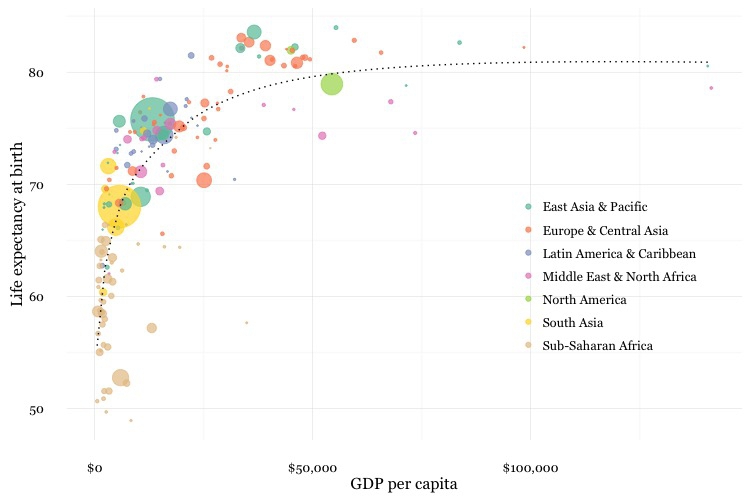 80
70
60
50
Life expectancy at birth
East Asia & Pacific
Europe & Central Asia
Latin America & Caribbean
Middle East & North Africa
North America
South Asia
Sub-Saharan Africa
$0
$50,000
$100,000
GDP per capita